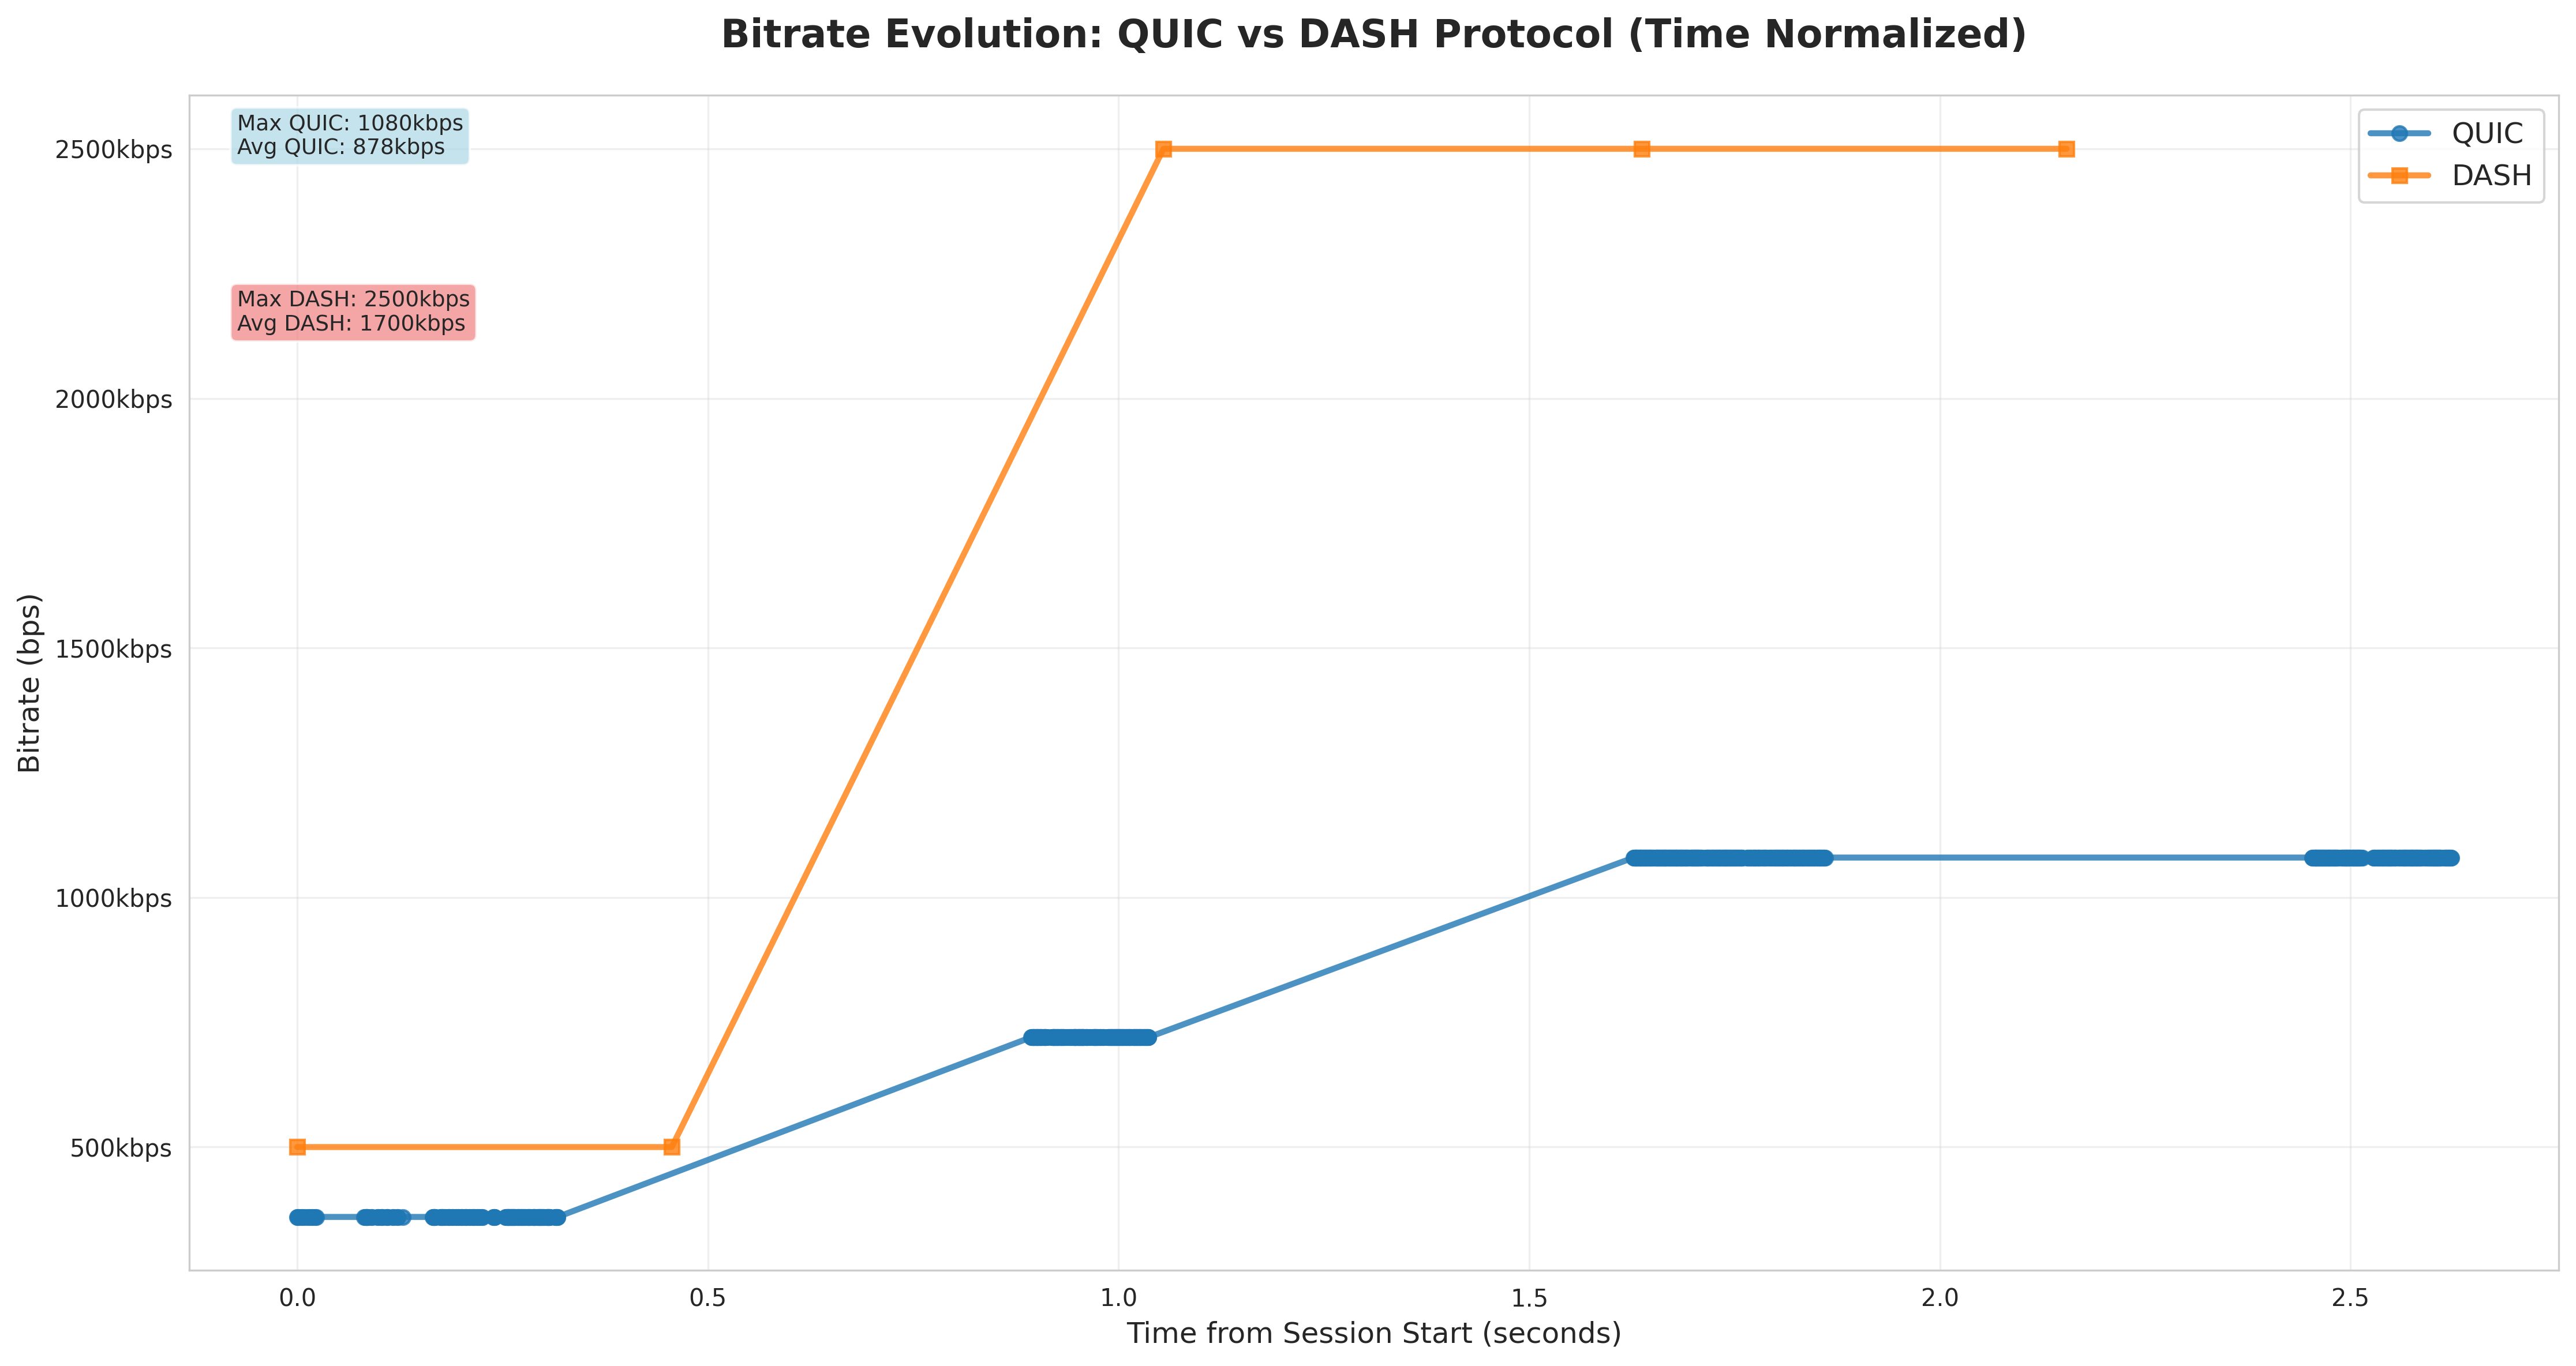 Bitrate Evolution: QUIC vs DASH Protocol (Time Normalized)
Max QUIC: 1080kbps
Avg QUIC: 878kbps
Max DASH: 2500kbps
Avg DASH: 1700kbps
QUIC
DASH
Bitrate (bps)
2500kbps
2000kbps
1500kbps
1000kbps
500kbps
0.0
0.5
1.0
1.5
2.0
2.5
Time from Session Start (seconds)